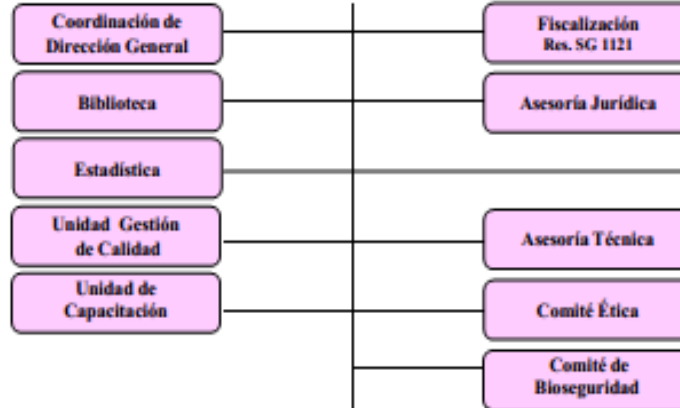 Coordinación de
Dirección General
Fiscalización
Res. SG 1121
Biblioteca
Asesoría Jurídica
Estadística
Unidad Gestión
de Calidad
Asesoría Técnica
Unidad de
Capacitación
Comité Ética
Comité de
Bioseguridad